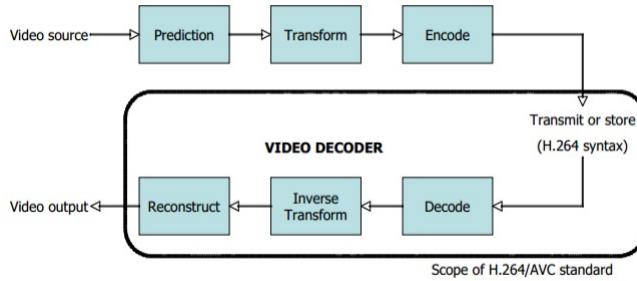 Video source
Prediction
Transform
Encode
Transmit or store
(H.264 syntax)
VIDEO DECODER
Video output
Reconstruct
Inverse
Transform
Decode
Scope of H.264/AVC standard